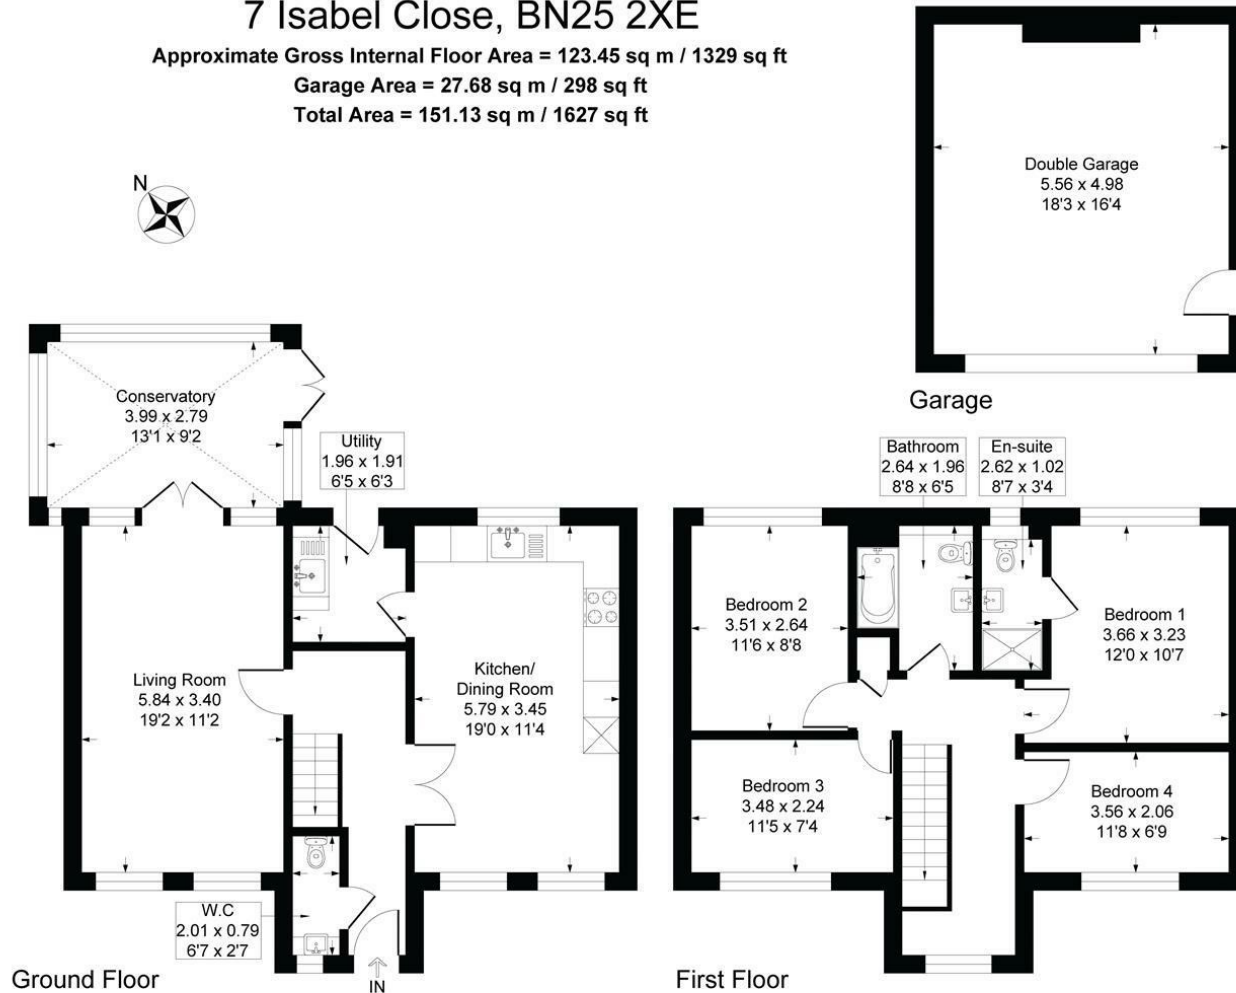 7 Isabel Close, BN25 2XE
Approximate Gross Internal Floor Area = 123.45 sq m / 1329 sq ft
Garage Area = 27.68 sq m / 298 sq ft
Total Area = 151.13 sq m / 1627 sq ft
N
Double Garage
5.56 x 4.98
18'3 x 16'4
Garage
Conservatory
3.99 x 2.79
13'1 x 9'2
Utility
1.96 x 1.91
6'5 x 6'3
Living Room
5.84 x 3.40
19'2 x 11'2
Kitchen/
Dining Room
5.79 x 3.45
19'0 x 11'4
W.C
2.01 x 0.79
6'7 x 2'7
IN
Ground Floor
Bathroom
2.64 x 1.96
8'8 x 6'5
En-suite
2.62 x 1.02
8'7 x 3'4
Bedroom 2
3.51 x 2.64
11'6 x 8'8
Bedroom 1
3.66 x 3.23
12'0 x 10'7
Bedroom 3
3.48 x 2.24
11'5 x 7'4
Bedroom 4
3.56 x 2.06
11'8 x 6'9
First Floor